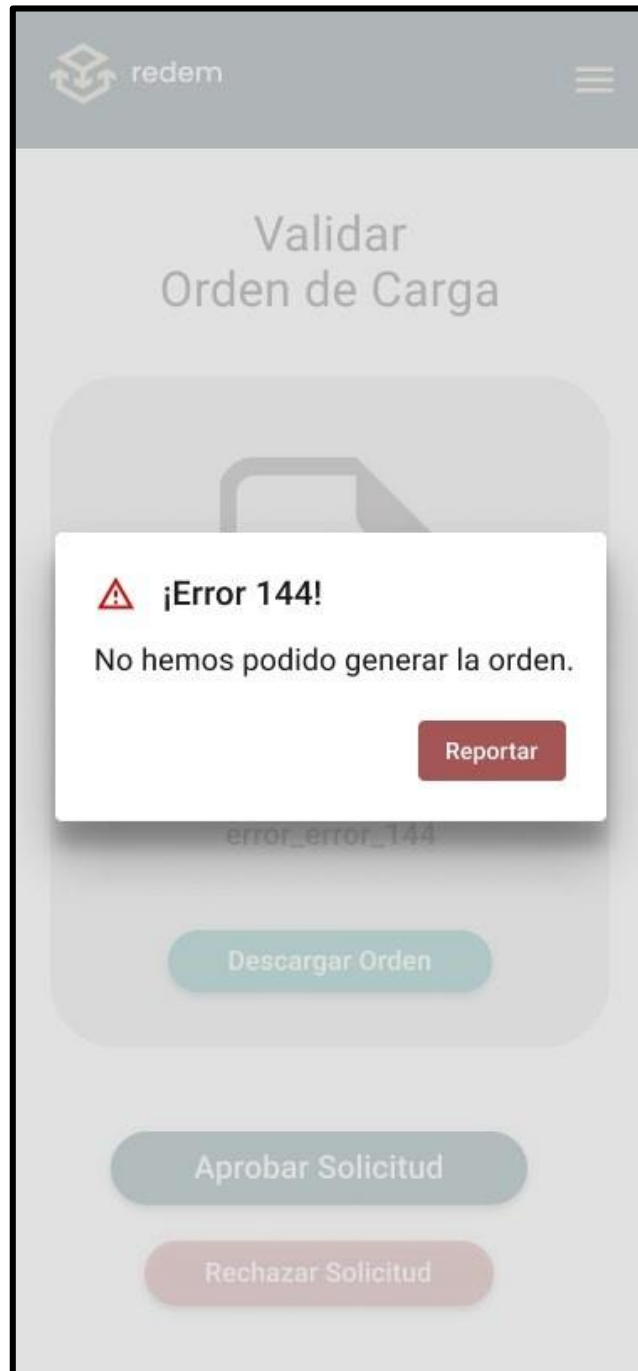 redem
Validar
Orden de Carga
¡Error 144!
No hemos podido generar la orden.
Reportar
error_error_144
Descargar Orden
Aprobar Solicitud
Rechazar Solicitud